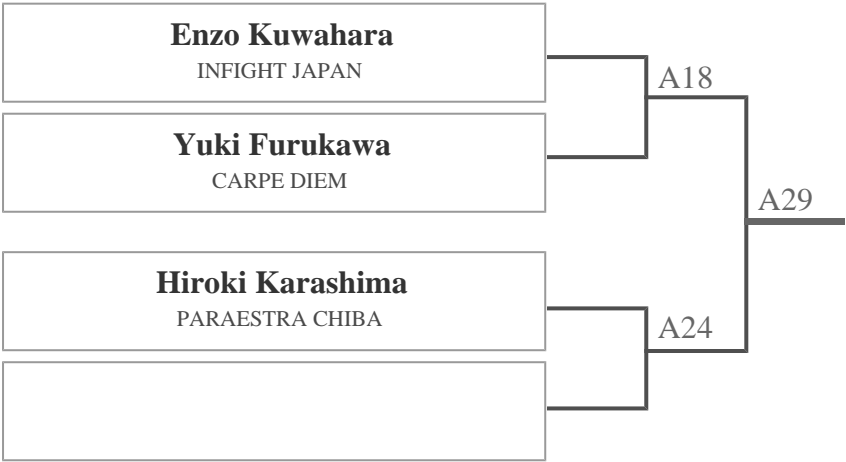 Enzo Kuwahara
INFIGHT JAPAN
A18
Yuki Furukawa
CARPE DIEM
A29
Hiroki Karashima
PARAESTRA CHIBA
A24